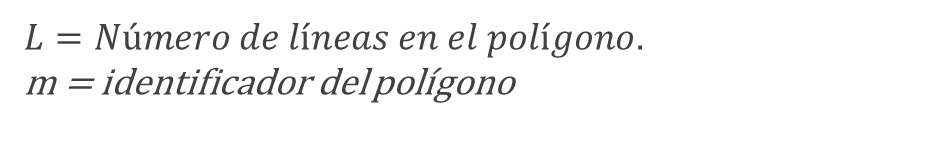 L = Número de líneas en el polígono.
m = identificador del polígono